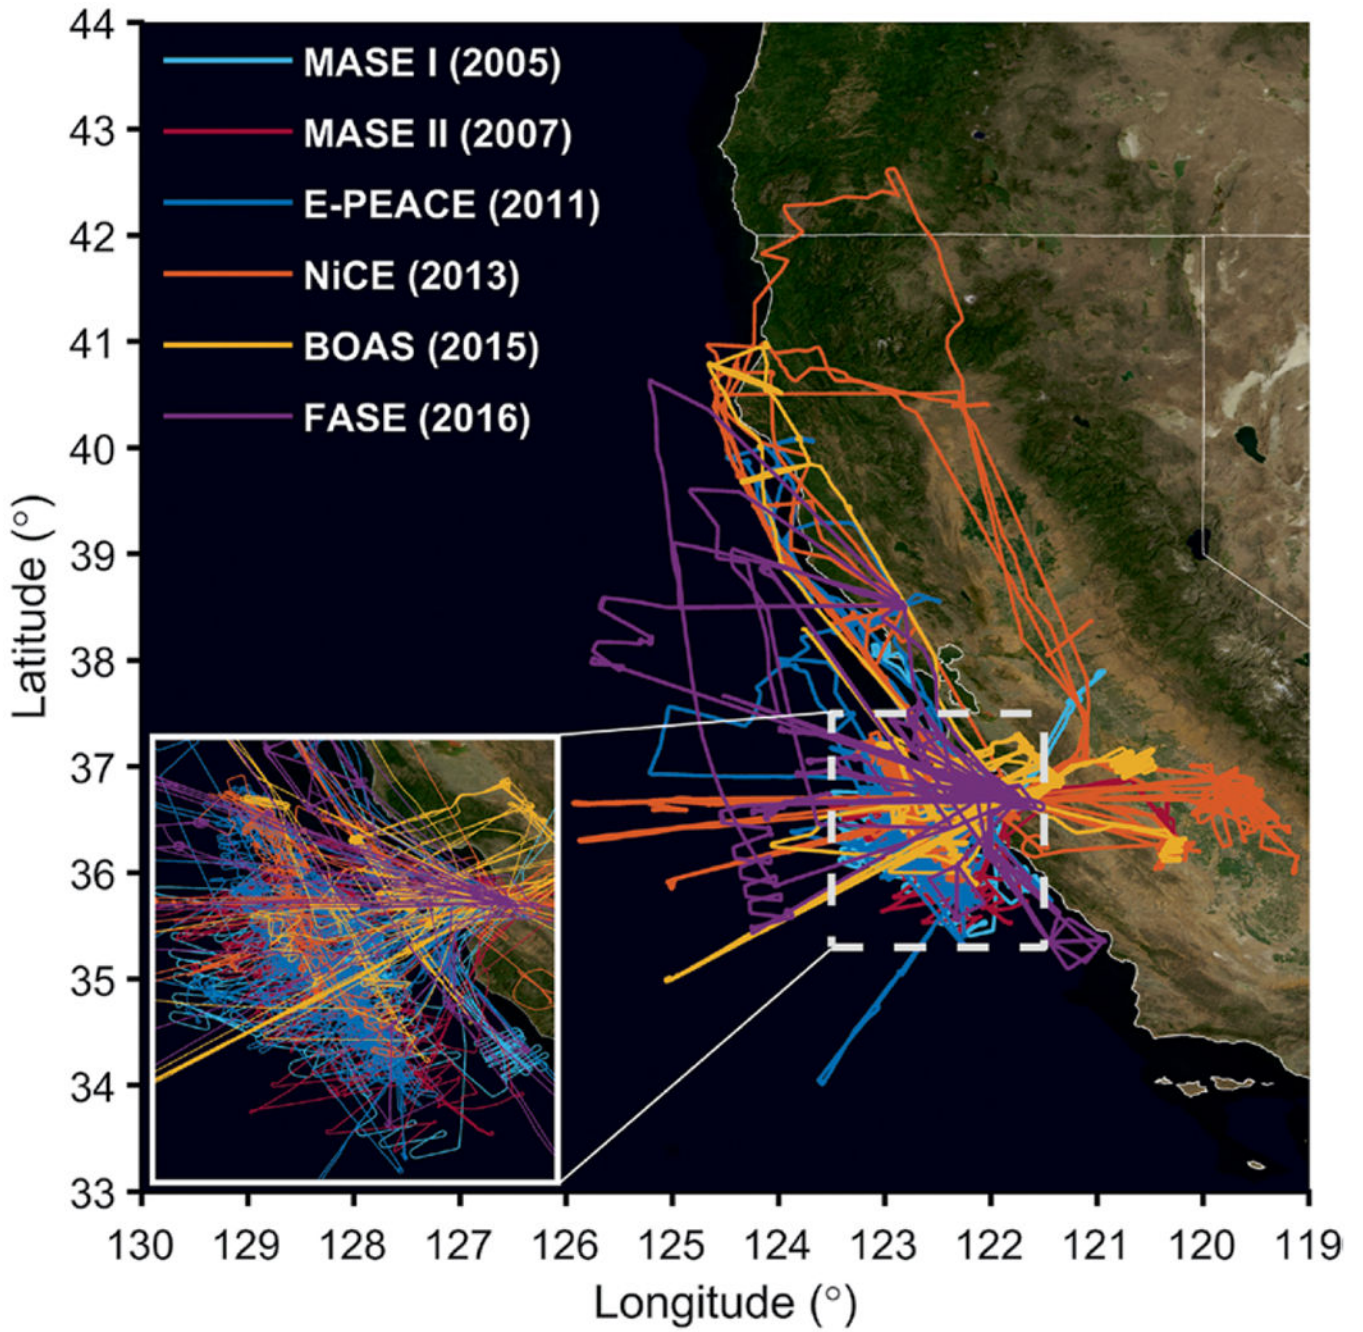 44
43
42
41
40
39
38
37
36
35
34
33
Latitude (°)
MASE I (2005)
MASE II (2007)
E-PEACE (2011)
NiCE (2013)
BOAS (2015)
FASE (2016)
130 129 128 127 126 125 124 123 122 121 120 119
Longitude (°)